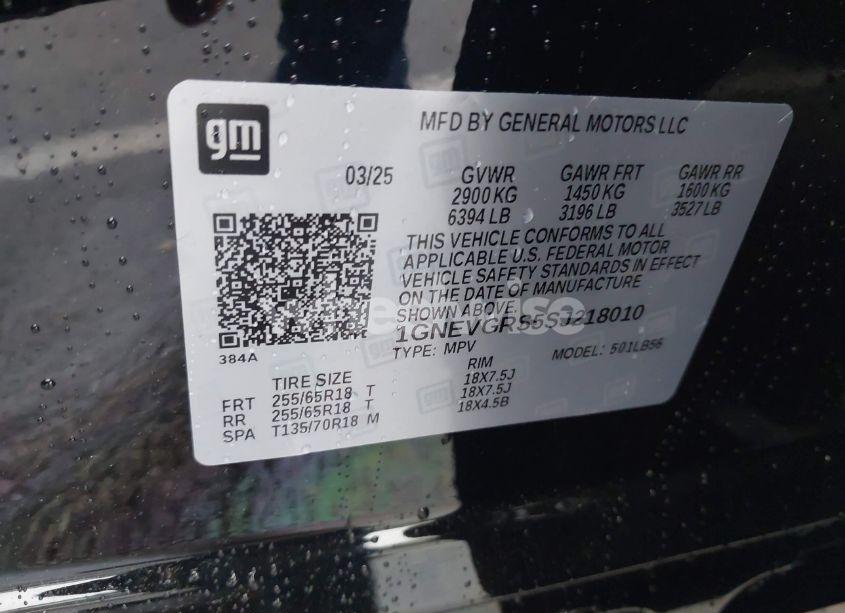 gm
MFD BY GENERAL MOTORS LLC
03/25 GVWR GAWR FRT GAWR RR
2900 KG 1450 KG 1600 KG
6394 LB 3196 LB 3527 LB
THIS VEHICLE CONFORMS TO ALL
APPLICABLE U.S. FEDERAL MOTOR
VEHICLE SAFETY STANDARDS IN EFFECT
ON THE DATE OF MANUFACTURE
SHOWN ABOVE.
1GNEVGRS5SJ218010
TYPE: MPV MODEL: 501LB56
384A
TIRE SIZE RIM
FRT 255/65R18 T 18X7.5J
RR 255/65R18 T 18X7.5J
SPA T135/70R18 M 18X4.5B